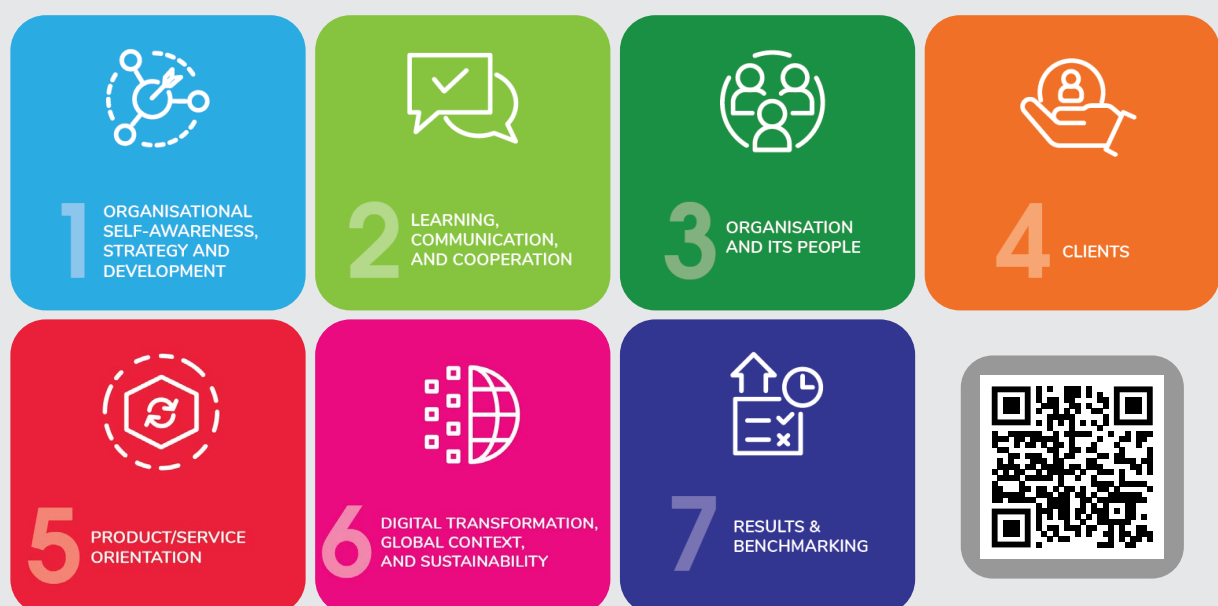 1
ORGANISATIONAL
SELF-AWARENESS,
STRATEGY AND
DEVELOPMENT
2
LEARNING,
COMMUNICATION,
AND COOPERATION
3
ORGANISATION
AND ITS PEOPLE
4
CLIENTS
5
PRODUCT/SERVICE
ORIENTATION
6
DIGITAL TRANSFORMATION,
GLOBAL CONTEXT,
AND SUSTAINABILITY
7
RESULTS &
BENCHMARKING